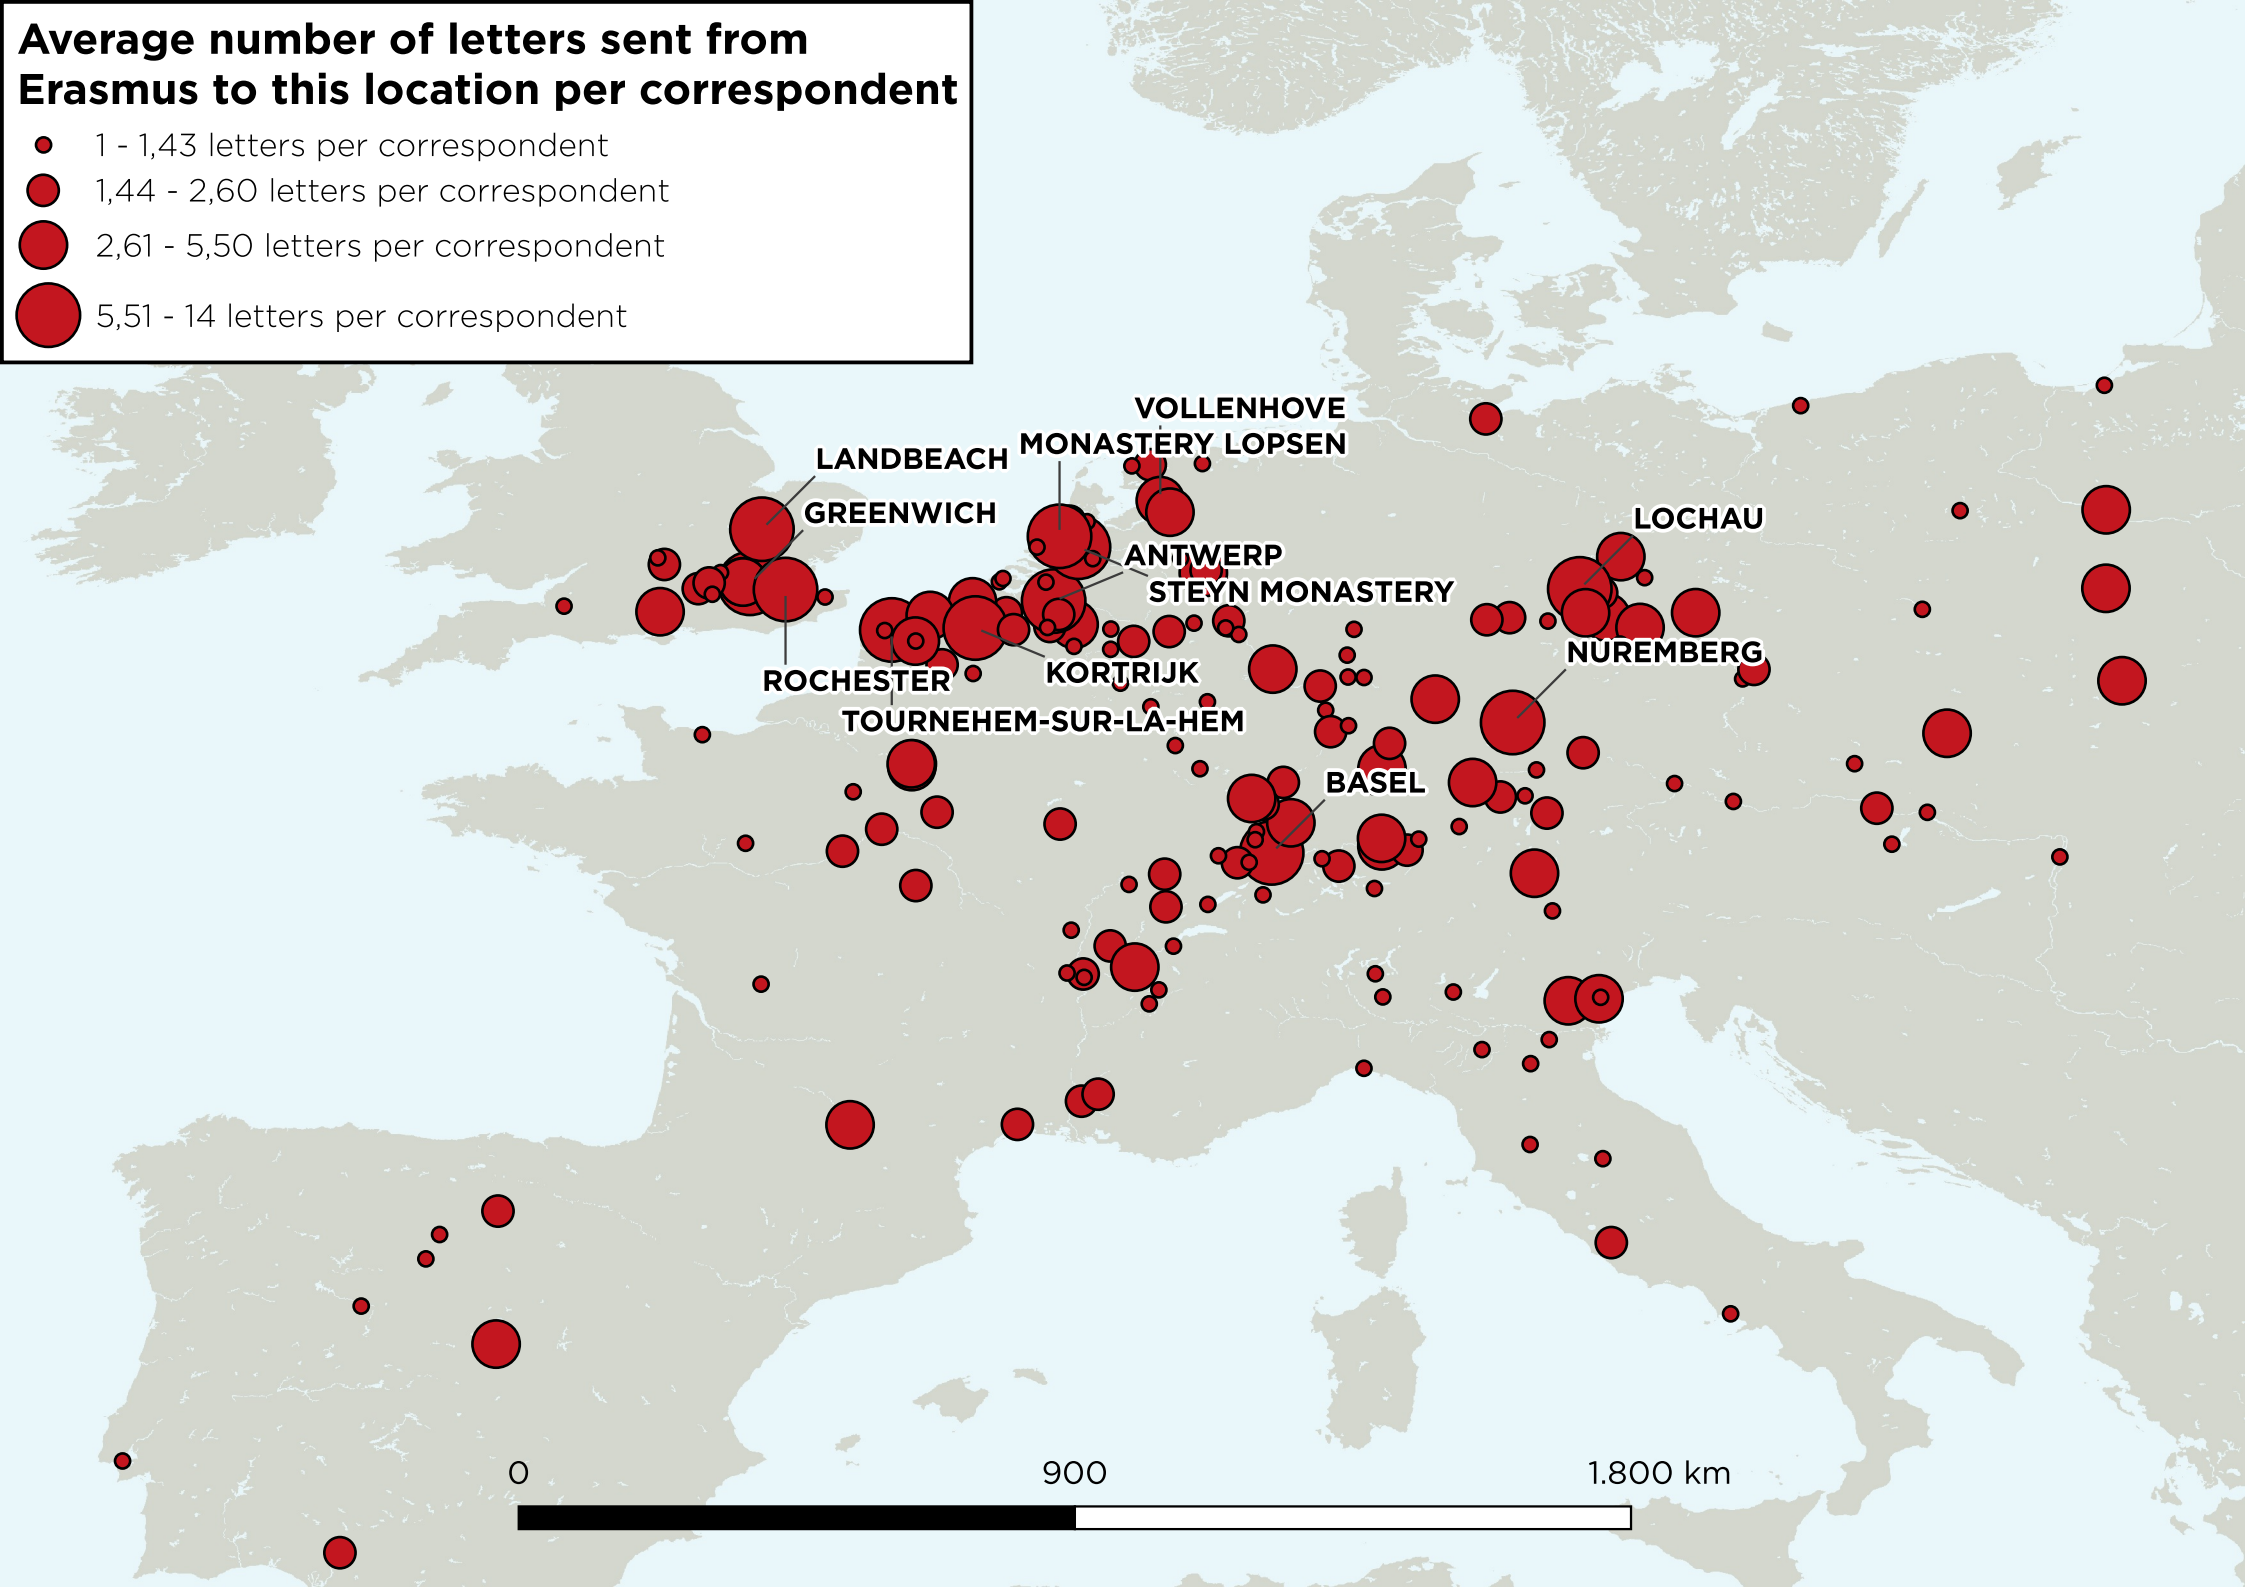 Average number of letters sent from
Erasmus to this location per correspondent
1 - 1,43 letters per correspondent
1,44 - 2,60 letters per correspondent
2,61 - 5,50 letters per correspondent
5,51 - 14 letters per correspondent
VOLLENHOVE
MONASTERY LOPSEN
LANDBEACH
GREENWICH
LOCHAU
ANTWERP
STEYN MONASTERY
NUREMBERG
KORTRIJK
ROCHESTER
TOURNEHEM-SUR-LA-HEM
BASEL
0 900 1.800 km